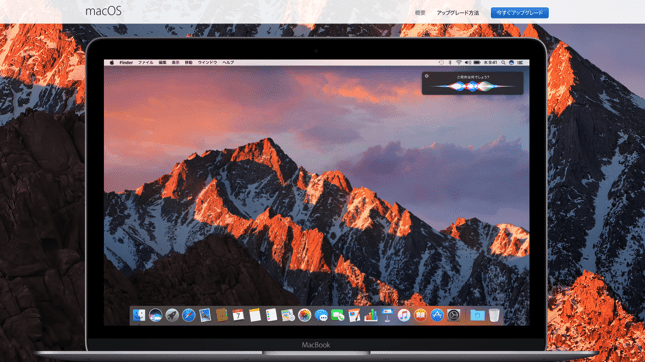 macOS
概要 アップグレード方法 今すぐアップグレード
Finder ファイル 編集 表示 移動 ウインドウ ヘルプ
ご用件は何でしょう?
MacBook